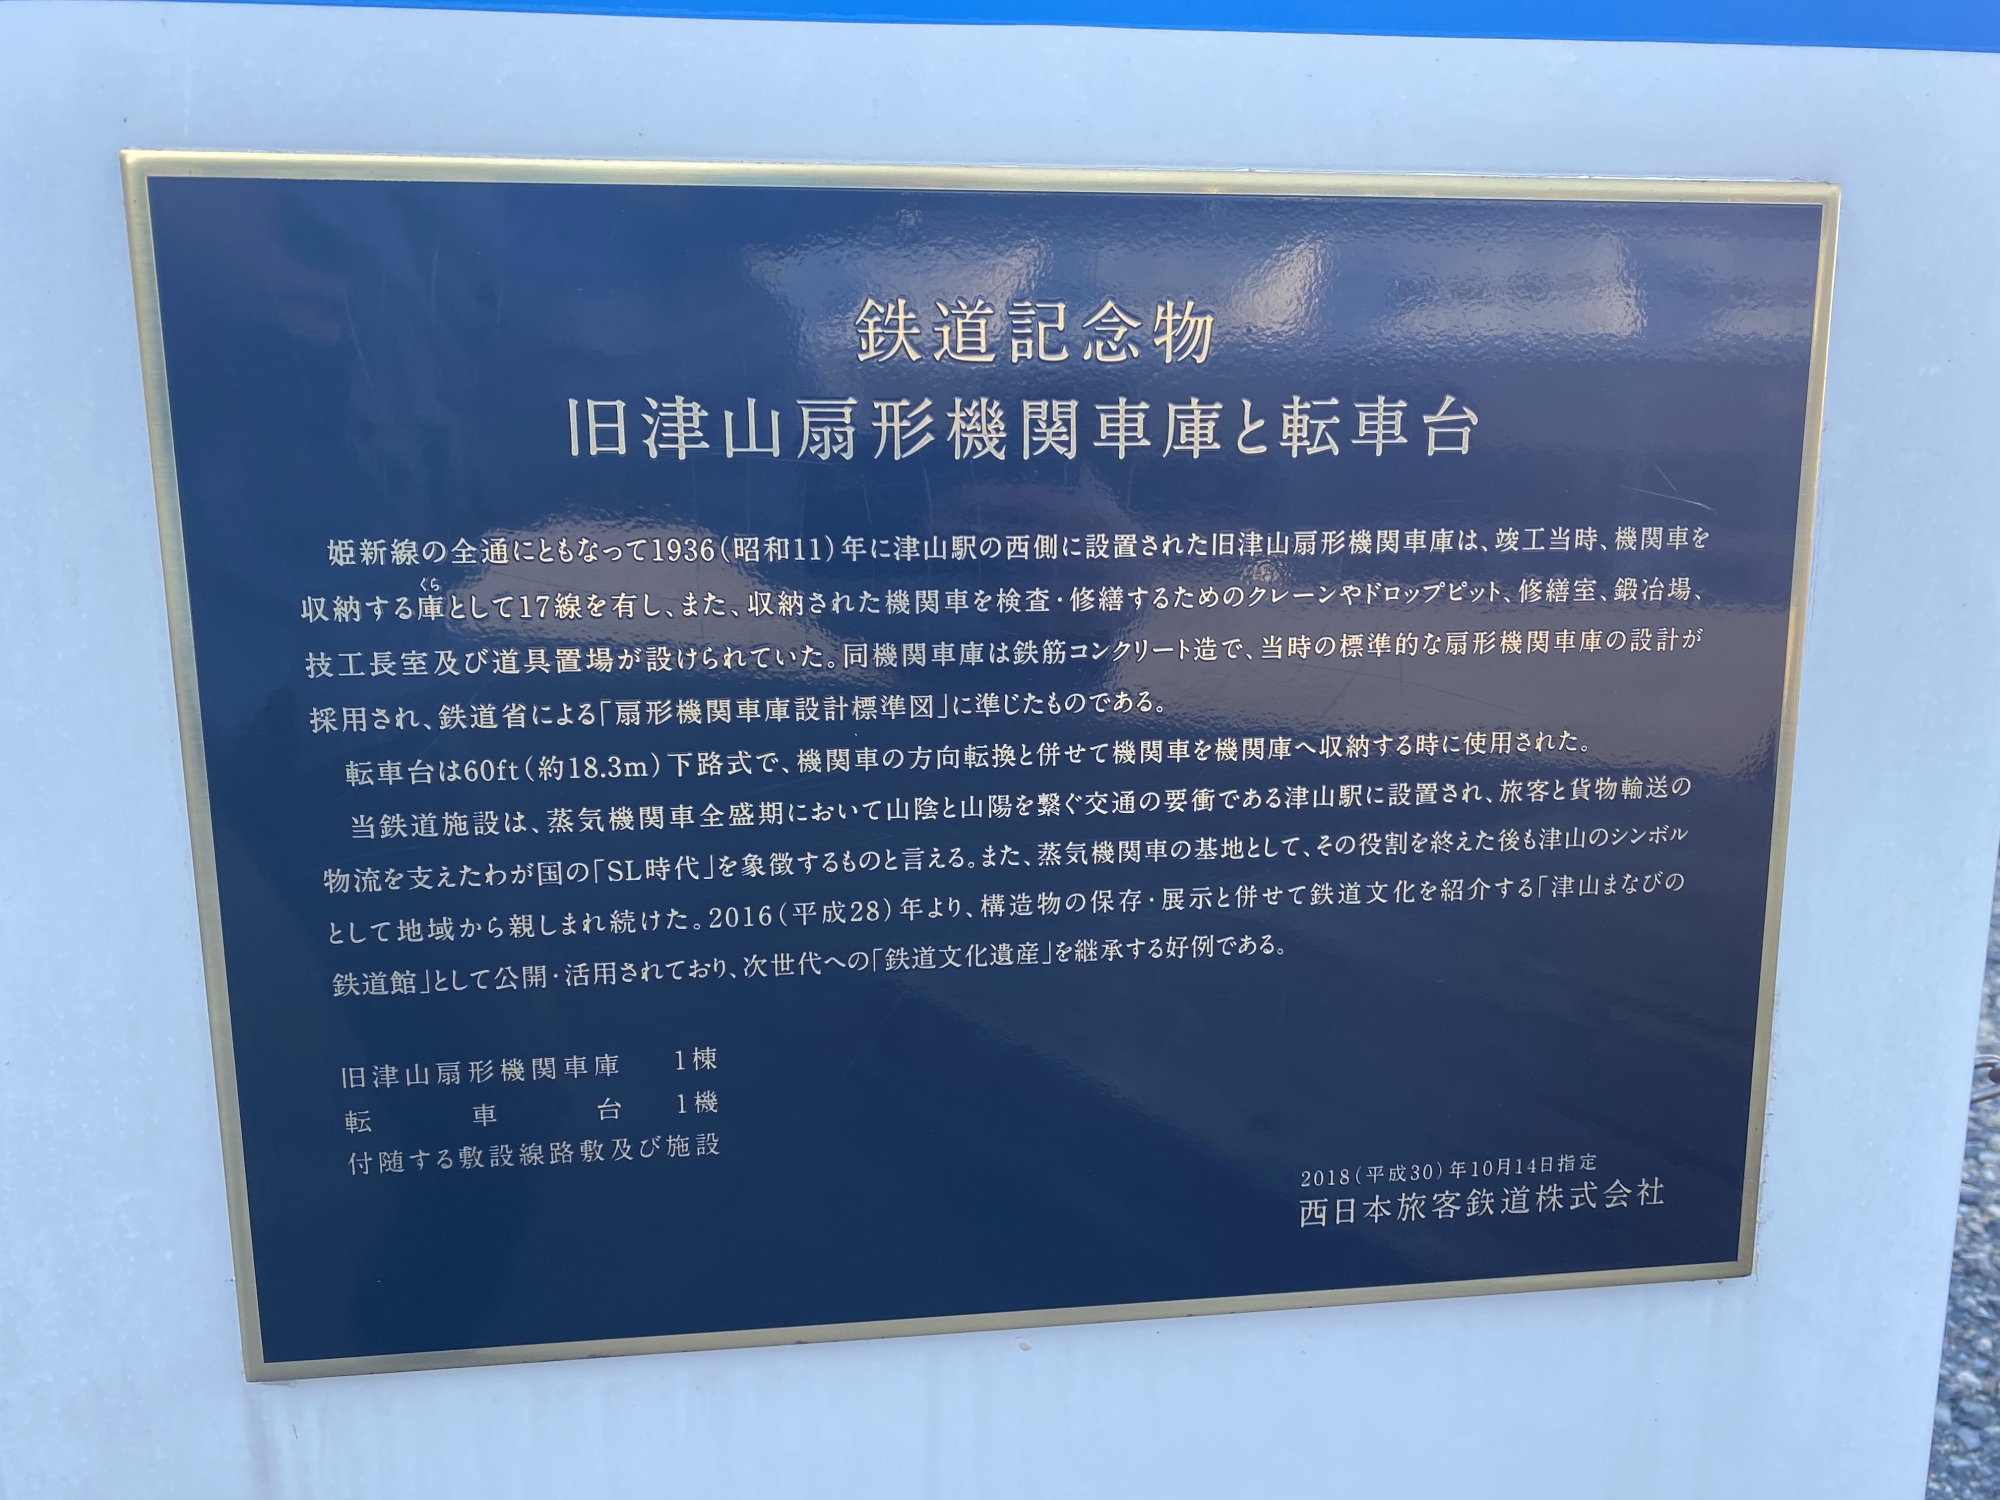 鉄道記念物
旧津山扇形機関車庫と転車台
姫新線の全通にともなって1936(昭和11)年に津山駅の西側に設置された旧津山扇形機関車庫は、竣工当時、機関車を
収納する庫として17線を有し、また、収納された機関車を検査・修繕するためのクレーンやドロップピット、修繕室、鍛冶場、
くら
技工長室及び道具置場が設けられていた。同機関車庫は鉄筋コンクリート造で、当時の標準的な扇形機関車庫の設計が
採用され、鉄道省による「扇形機関車庫設計標準図」に準じたものである。
転車台は60ft(約18.3m)下路式で、機関車の方向転換と併せて機関車を機関庫へ収納する時に使用された。
当鉄道施設は、蒸気機関車全盛期において山陰と山陽を繋ぐ交通の要衝である津山駅に設置され、旅客と貨物輸送の
物流を支えたわが国の「SL時代」を象徴するものと言える。また、蒸気機関車の基地として、その役割を終えた後も津山のシンボル
として地域から親しまれ続けた。2016(平成28)年より、構造物の保存・展示と併せて鉄道文化を紹介する「津山まなびの
鉄道館」として公開・活用されており、次世代への「鉄道文化遺産」を継承する好例である。
旧津山扇形機関車庫 1棟
転車台 1機
付随する敷設線路敷及び施設
2018(平成30)年10月14日指定
西日本旅客鉄道株式会社